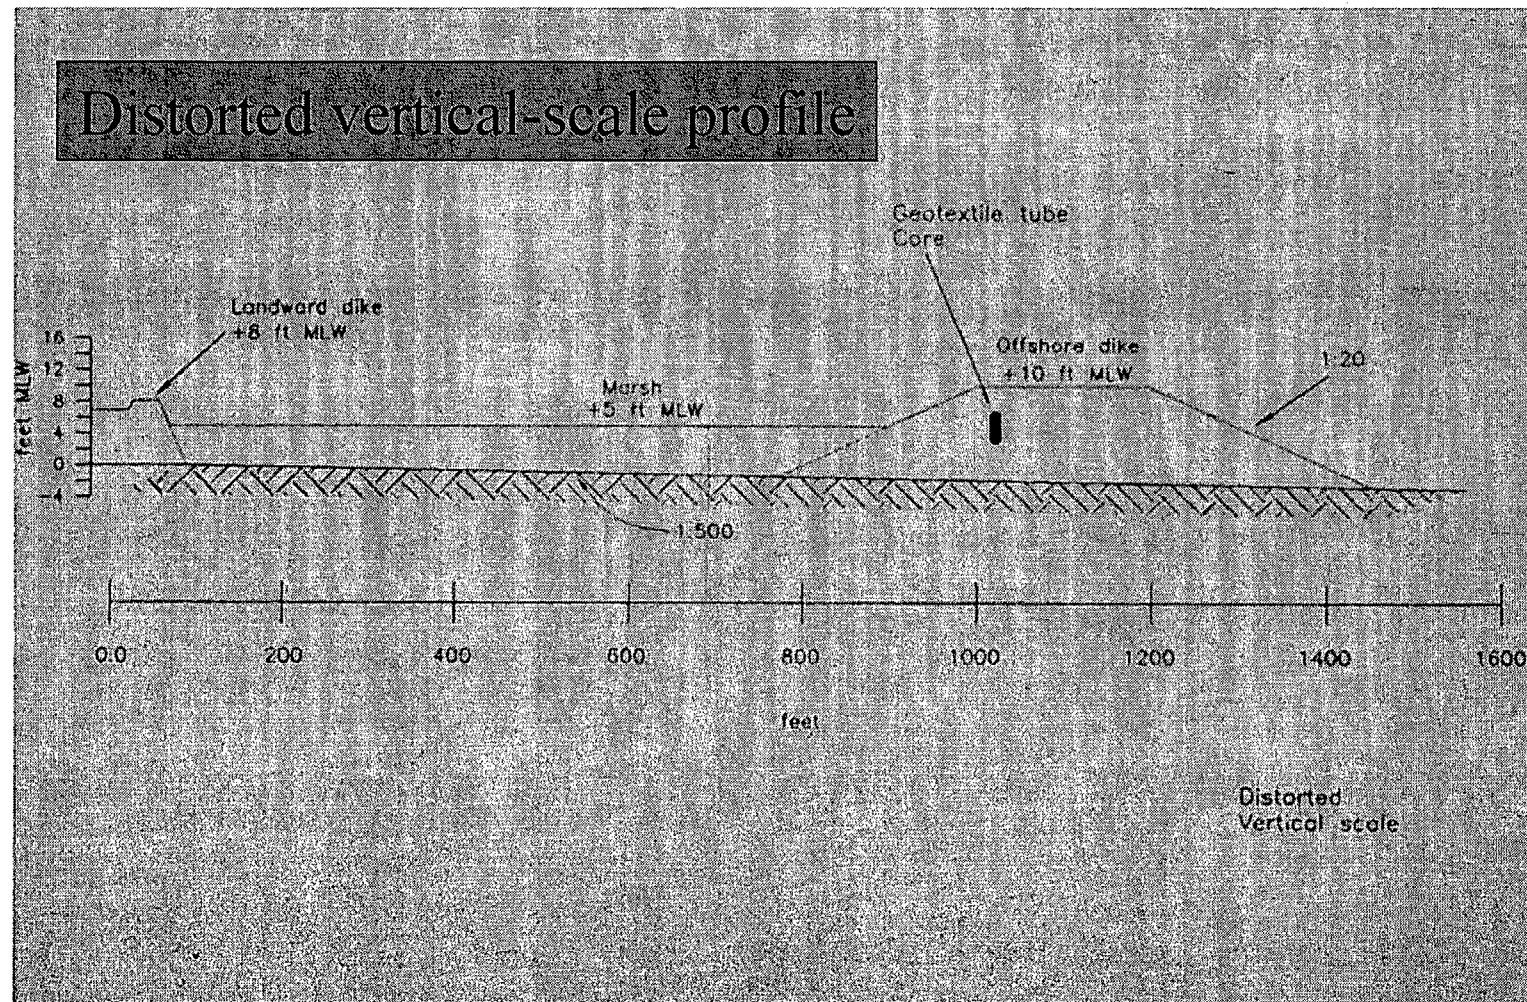 Distorted vertical-scale profile
Geotextile tube
Core
Landward dike
+8 ft MLW
Offshore dike
+10 ft MLW
1:20
Marsh
+5 ft MLW
feet MLW
16
12
8
4
0
-4
1:500
0.0 200 400 600 800 1000 1200 1400 1600
feet
Distorted
Vertical scale